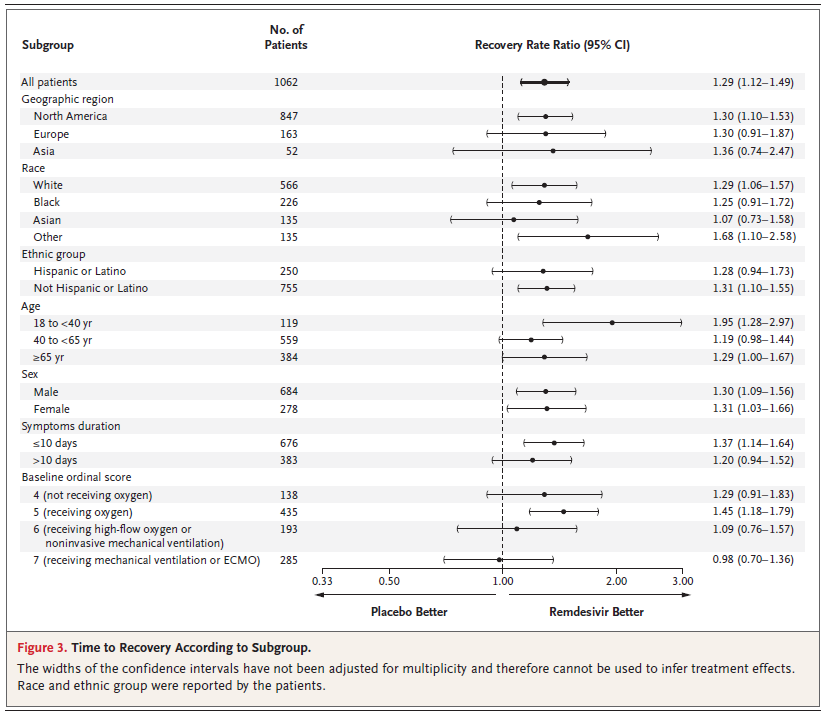 Subgroup No. of Patients Recovery Rate Ratio (95% CI)
All patients 1062 1.29 (1.12–1.49)
Geographic region
North America 847 1.30 (1.10–1.53)
Europe 163 1.30 (0.91–1.87)
Asia 52 1.36 (0.74–2.47)
Race
White 566 1.29 (1.06–1.57)
Black 226 1.25 (0.91–1.72)
Asian 135 1.07 (0.73–1.58)
Other 135 1.68 (1.10–2.58)
Ethnic group
Hispanic or Latino 250 1.28 (0.94–1.73)
Not Hispanic or Latino 755 1.31 (1.10–1.55)
Age
18 to <40 yr 119 1.95 (1.28–2.97)
40 to <65 yr 559 1.19 (0.98–1.44)
≥65 yr 384 1.29 (1.00–1.67)
Sex
Male 684 1.30 (1.09–1.56)
Female 278 1.31 (1.03–1.66)
Symptoms duration
≤10 days 676 1.37 (1.14–1.64)
>10 days 383 1.20 (0.94–1.52)
Baseline ordinal score
4 (not receiving oxygen) 138 1.29 (0.91–1.83)
5 (receiving oxygen) 435 1.45 (1.18–1.79)
6 (receiving high-flow oxygen or 193 1.09 (0.76–1.57)
noninvasive mechanical ventilation)
7 (receiving mechanical ventilation or ECMO) 285 0.98 (0.70–1.36)
0.33 0.50 1.00 2.00 3.00
Placebo Better Remdesivir Better
Figure 3. Time to Recovery According to Subgroup.
The widths of the confidence intervals have not been adjusted for multiplicity and therefore cannot be used to infer treatment effects.
Race and ethnic group were reported by the patients.